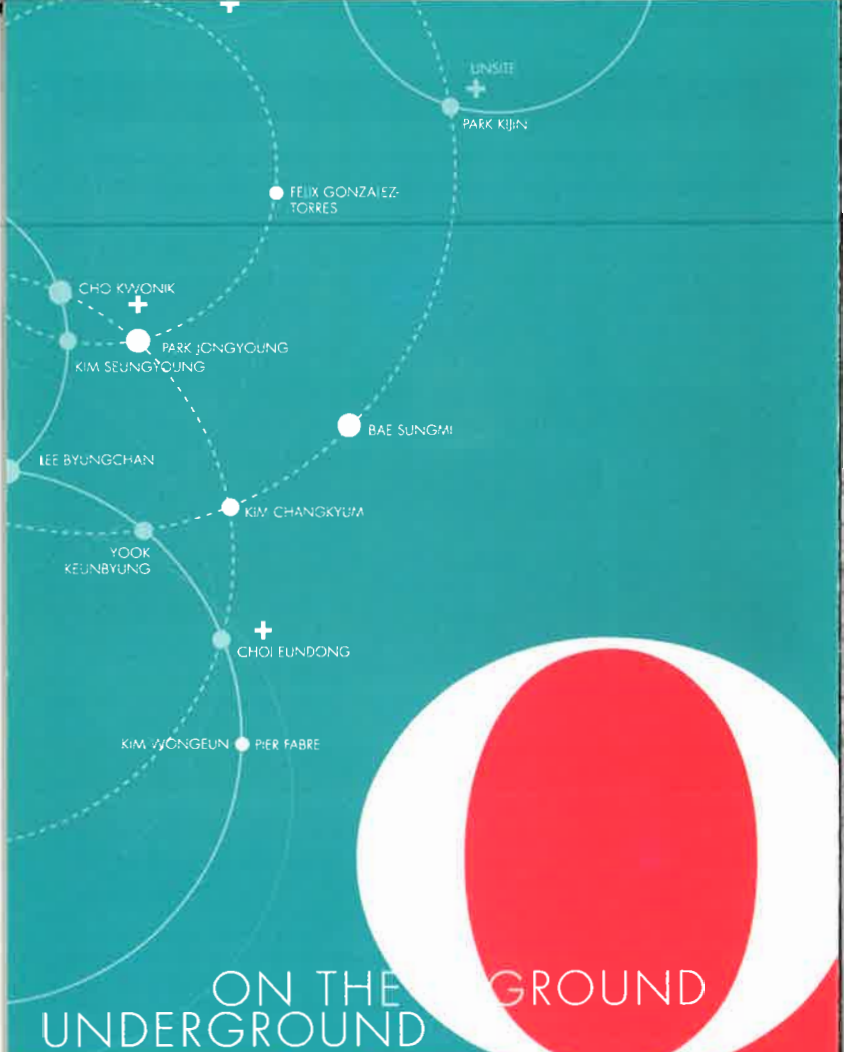 UNSITE
PARK KIJIN
FELIX GONZALEZ-
TORRES
CHO KWONIK
PARK JONGYOUNG
KIM SEUNGYOUNG
BAE SUNGMI
LEE BYUNGCHAN
KIM CHANGKYUM
YOOK
KEUNBYUNG
CHOI EUNDONG
KIM WONGEUN PIER FABRE
O
ON THE GROUND
UNDERGROUND